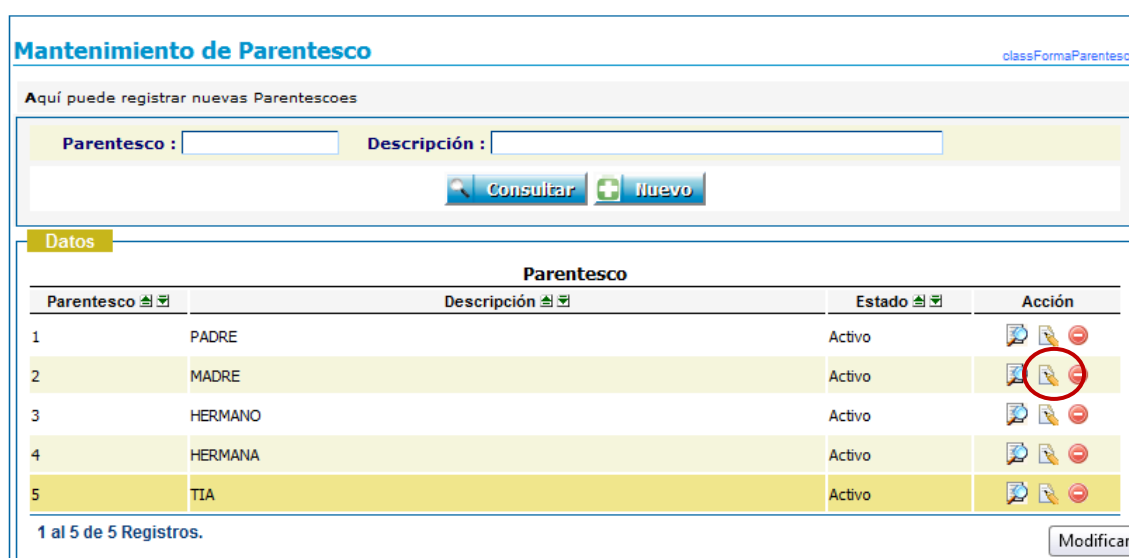 Mantenimiento de Parentesco
classFormaParentesc
Aquí puede registrar nuevas Parentescoes
Parentesco : Descripción :
Consultar Nuevo
Datos
Parentesco
Parentesco Descripción Estado Acción
1 PADRE Activo
2 MADRE Activo
3 HERMANO Activo
4 HERMANA Activo
5 TIA Activo
1 al 5 de 5 Registros.
Modificar